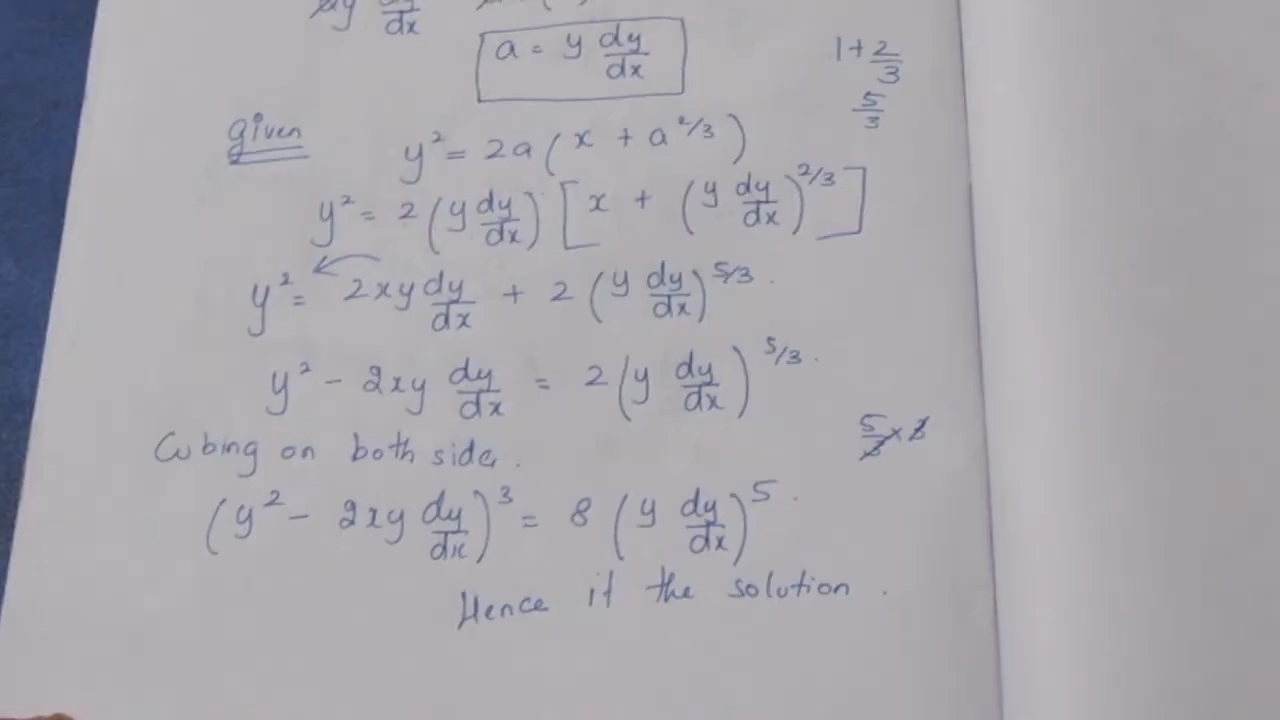 dy/dx
a = y dy/dx
1 + 2/3
5/3
given
y² = 2a (x + a^2/3)
y² = 2 (y dy/dx) [x + (y dy/dx)^2/3]
y² = 2xy dy/dx + 2 (y dy/dx)^5/3.
y² - 2xy dy/dx = 2 (y dy/dx)^5/3.
5/3 × 3
Cubing on both side.
(y² - 2xy dy/dx)³ = 8 (y dy/dx)^5.
Hence it the solution.